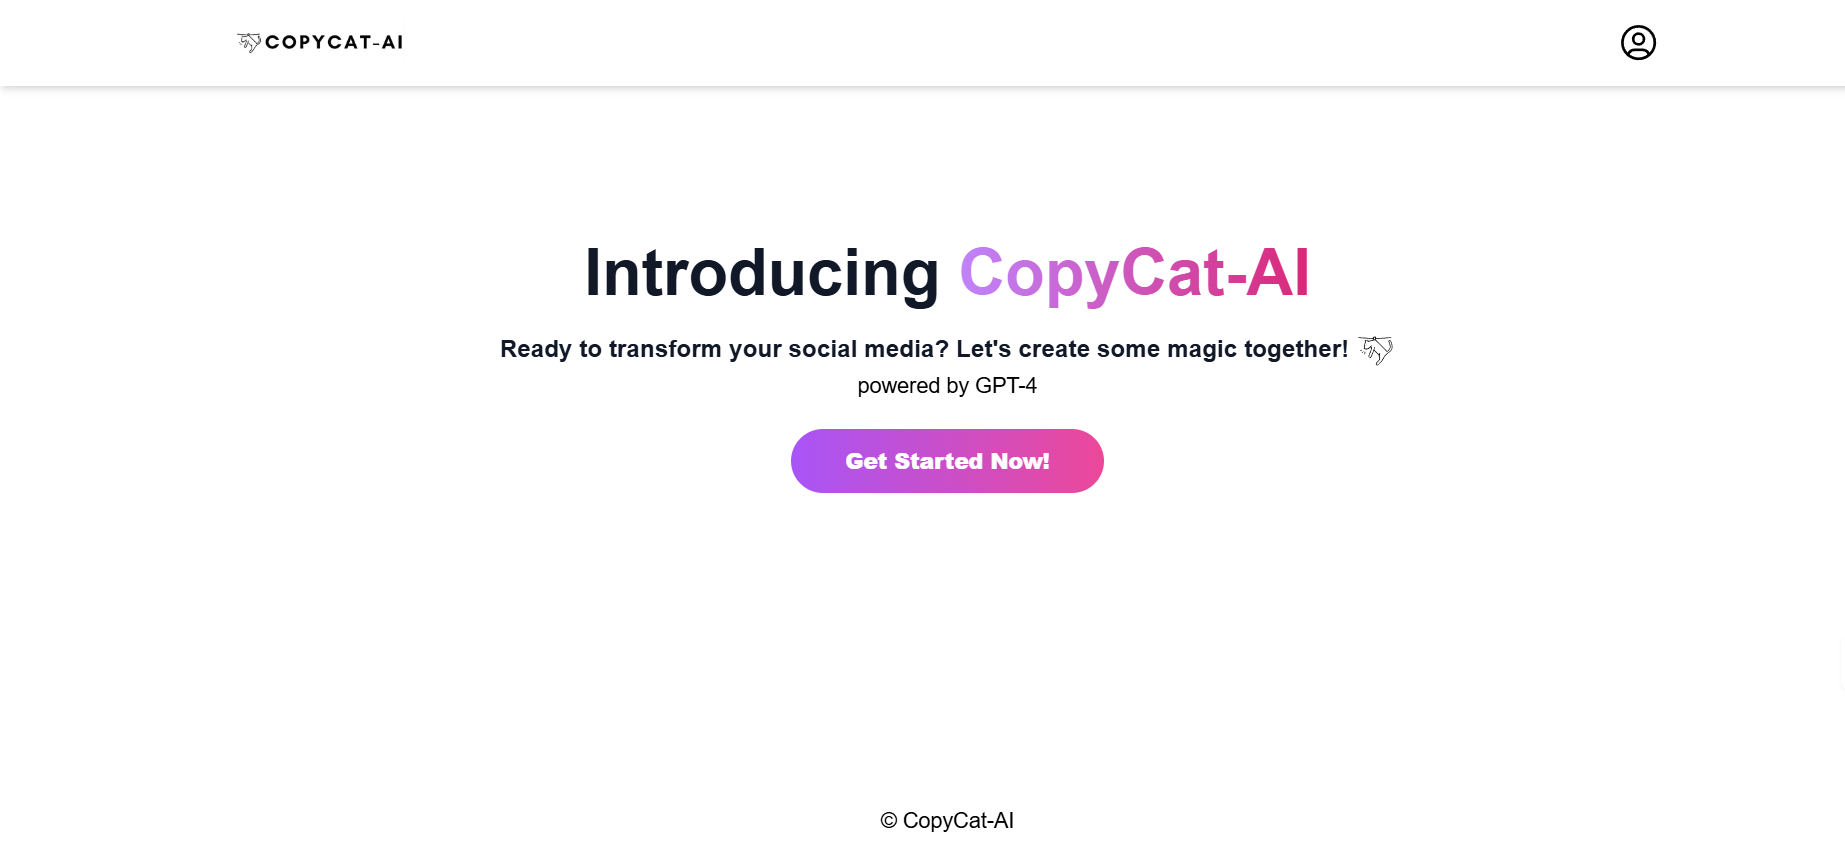 COPYCAT-AI
Introducing CopyCat-AI
Ready to transform your social media? Let's create some magic together!
powered by GPT-4
Get Started Now!
© CopyCat-AI